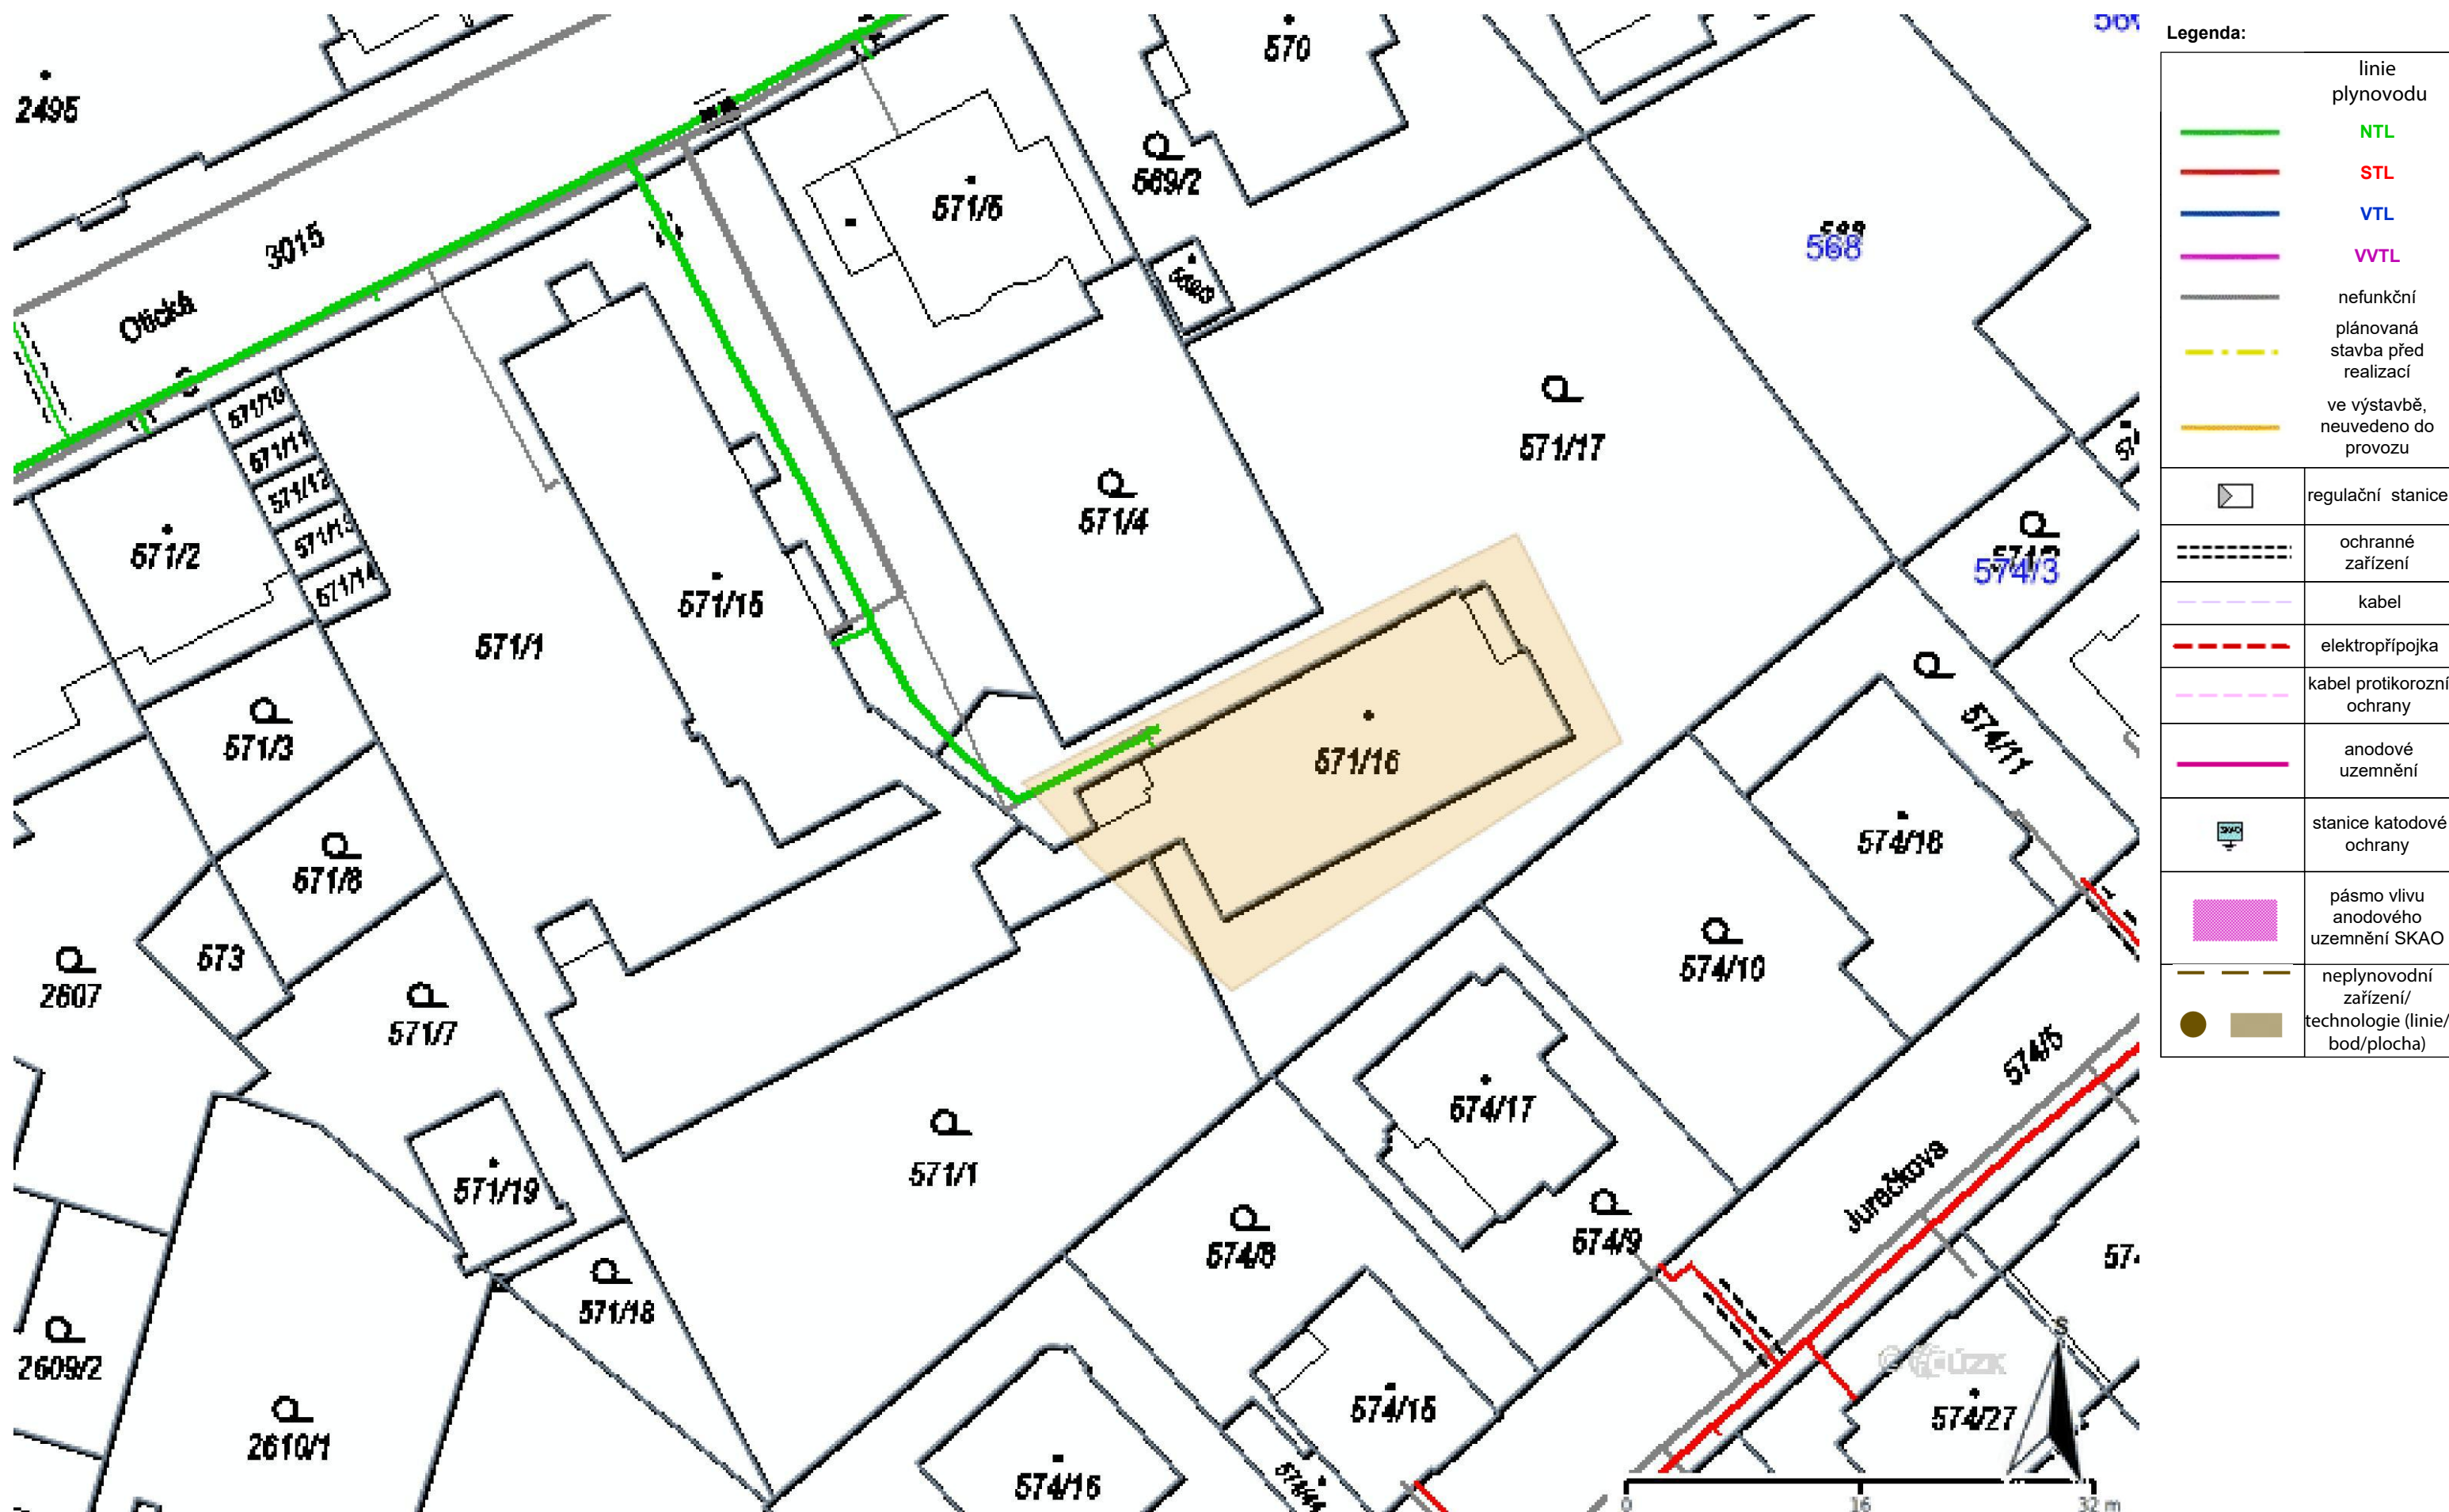 2495
3015
Otická
570
569/2
571/5
568
571/17
571/4
571/10
571/11
571/12
571/13
571/14
571/2
571/1
571/15
571/3
571/16
574/3
574/11
574/18
571/8
573
2607
571/7
574/10
574/5
571/19
571/1
574/17
Jurečkova
574/8
574/9
571/18
2609/2
2610/1
574/15
574/16
574/27
S
0 16 32 m
Legenda:
linie
plynovodu
NTL
STL
VTL
VVTL
nefunkční
plánovaná
stavba před
realizací
ve výstavbě,
neuvedeno do
provozu
regulační stanice
ochranné
zařízení
kabel
elektropřípojka
kabel protikorozní
ochrany
anodové
uzemnění
SKAO
stanice katodové
ochrany
pásmo vlivu
anodového
uzemnění SKAO
neplynovodní
zařízení/
technologie (linie/
bod/plocha)